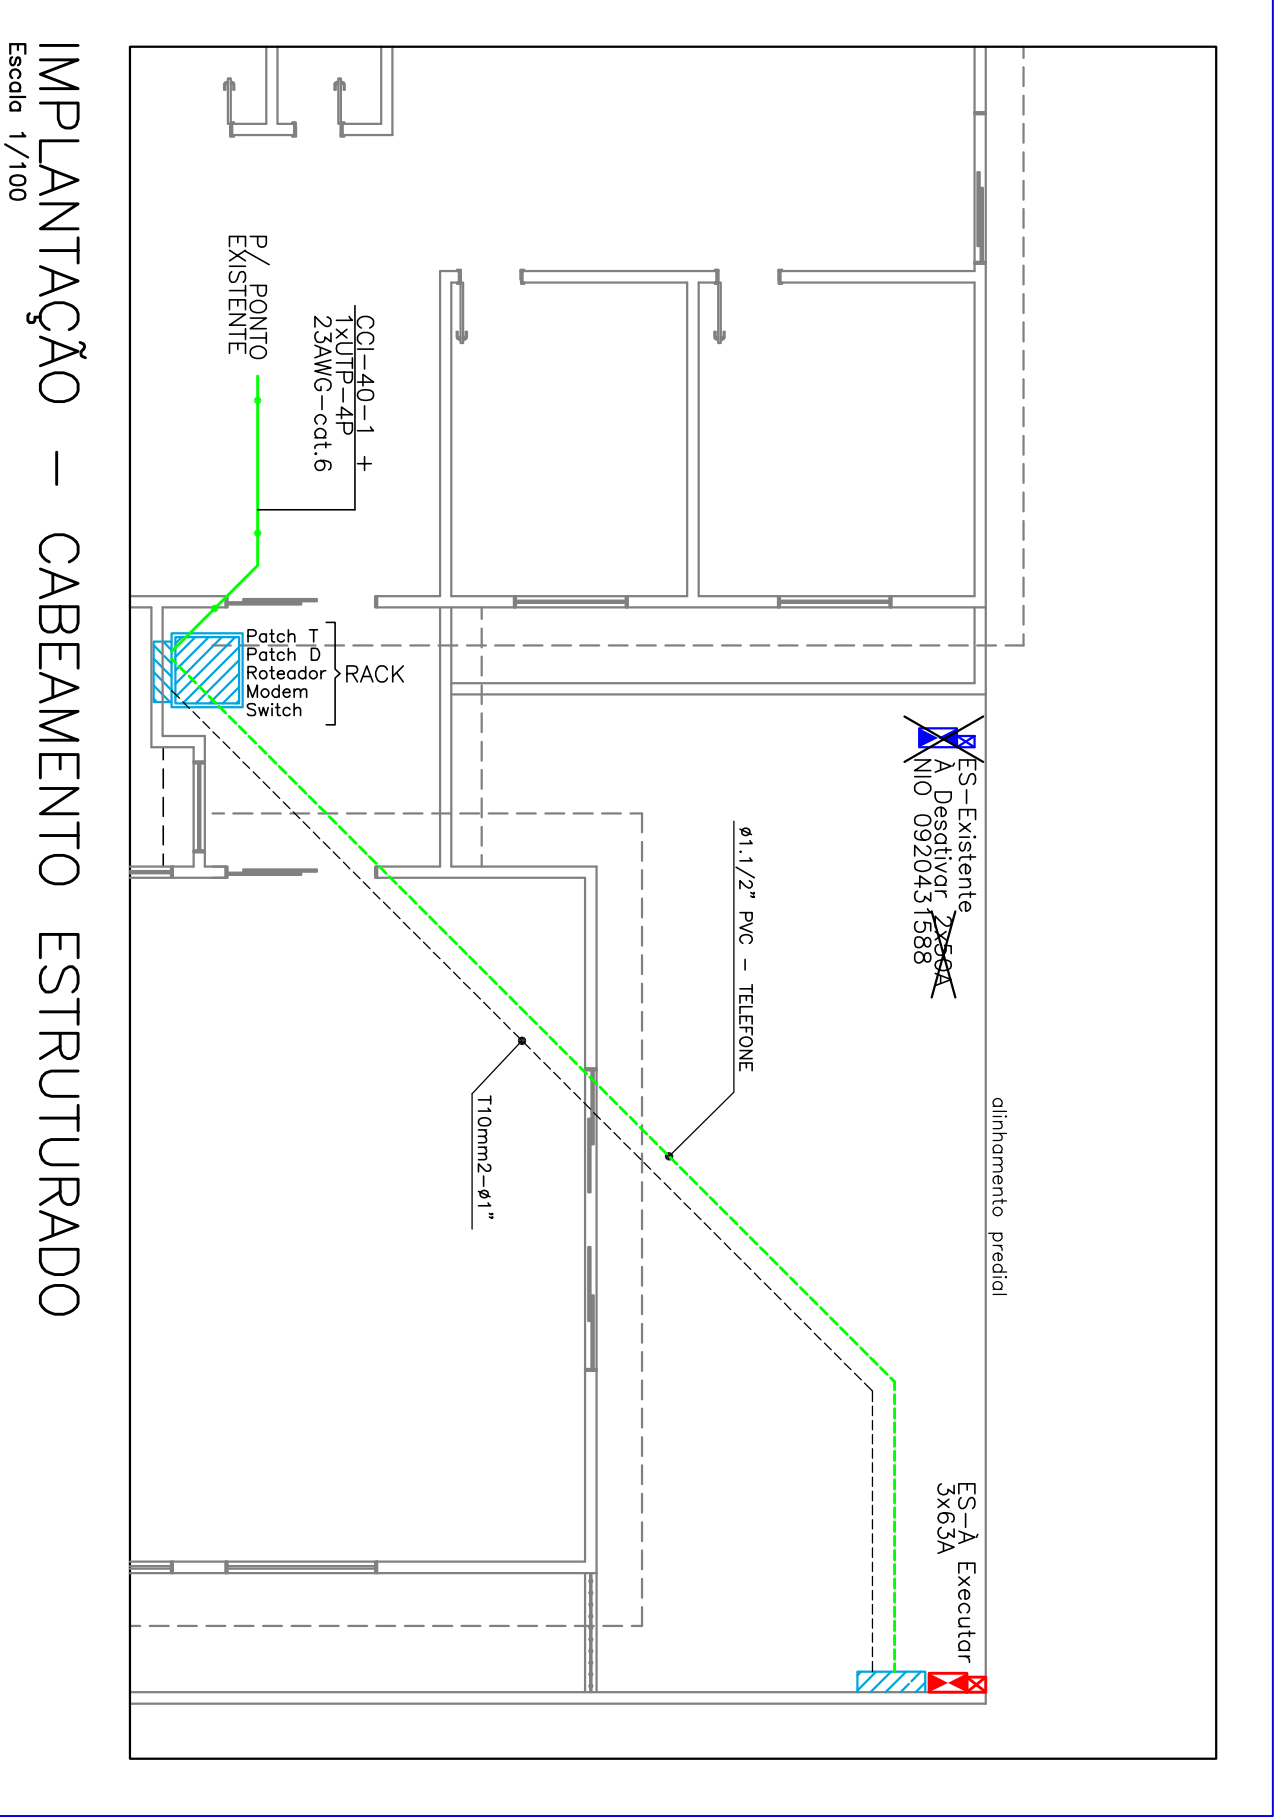 alinhamento predial
ES-Existente
À Desativar 2x50A
NIO 0920431588
ES-À Executar
3x63A
ø1.1/2" PVC - TELEFONE
T10mm2-ø1"
CCI-40-1 +
1xUTP-4P
23AWG-cat.6
P/ PONTO
EXISTENTE
Patch T
Patch D
Roteador
Modem
Switch
RACK
IMPLANTAÇÃO - CABEAMENTO ESTRUTURADO
Escala 1/100